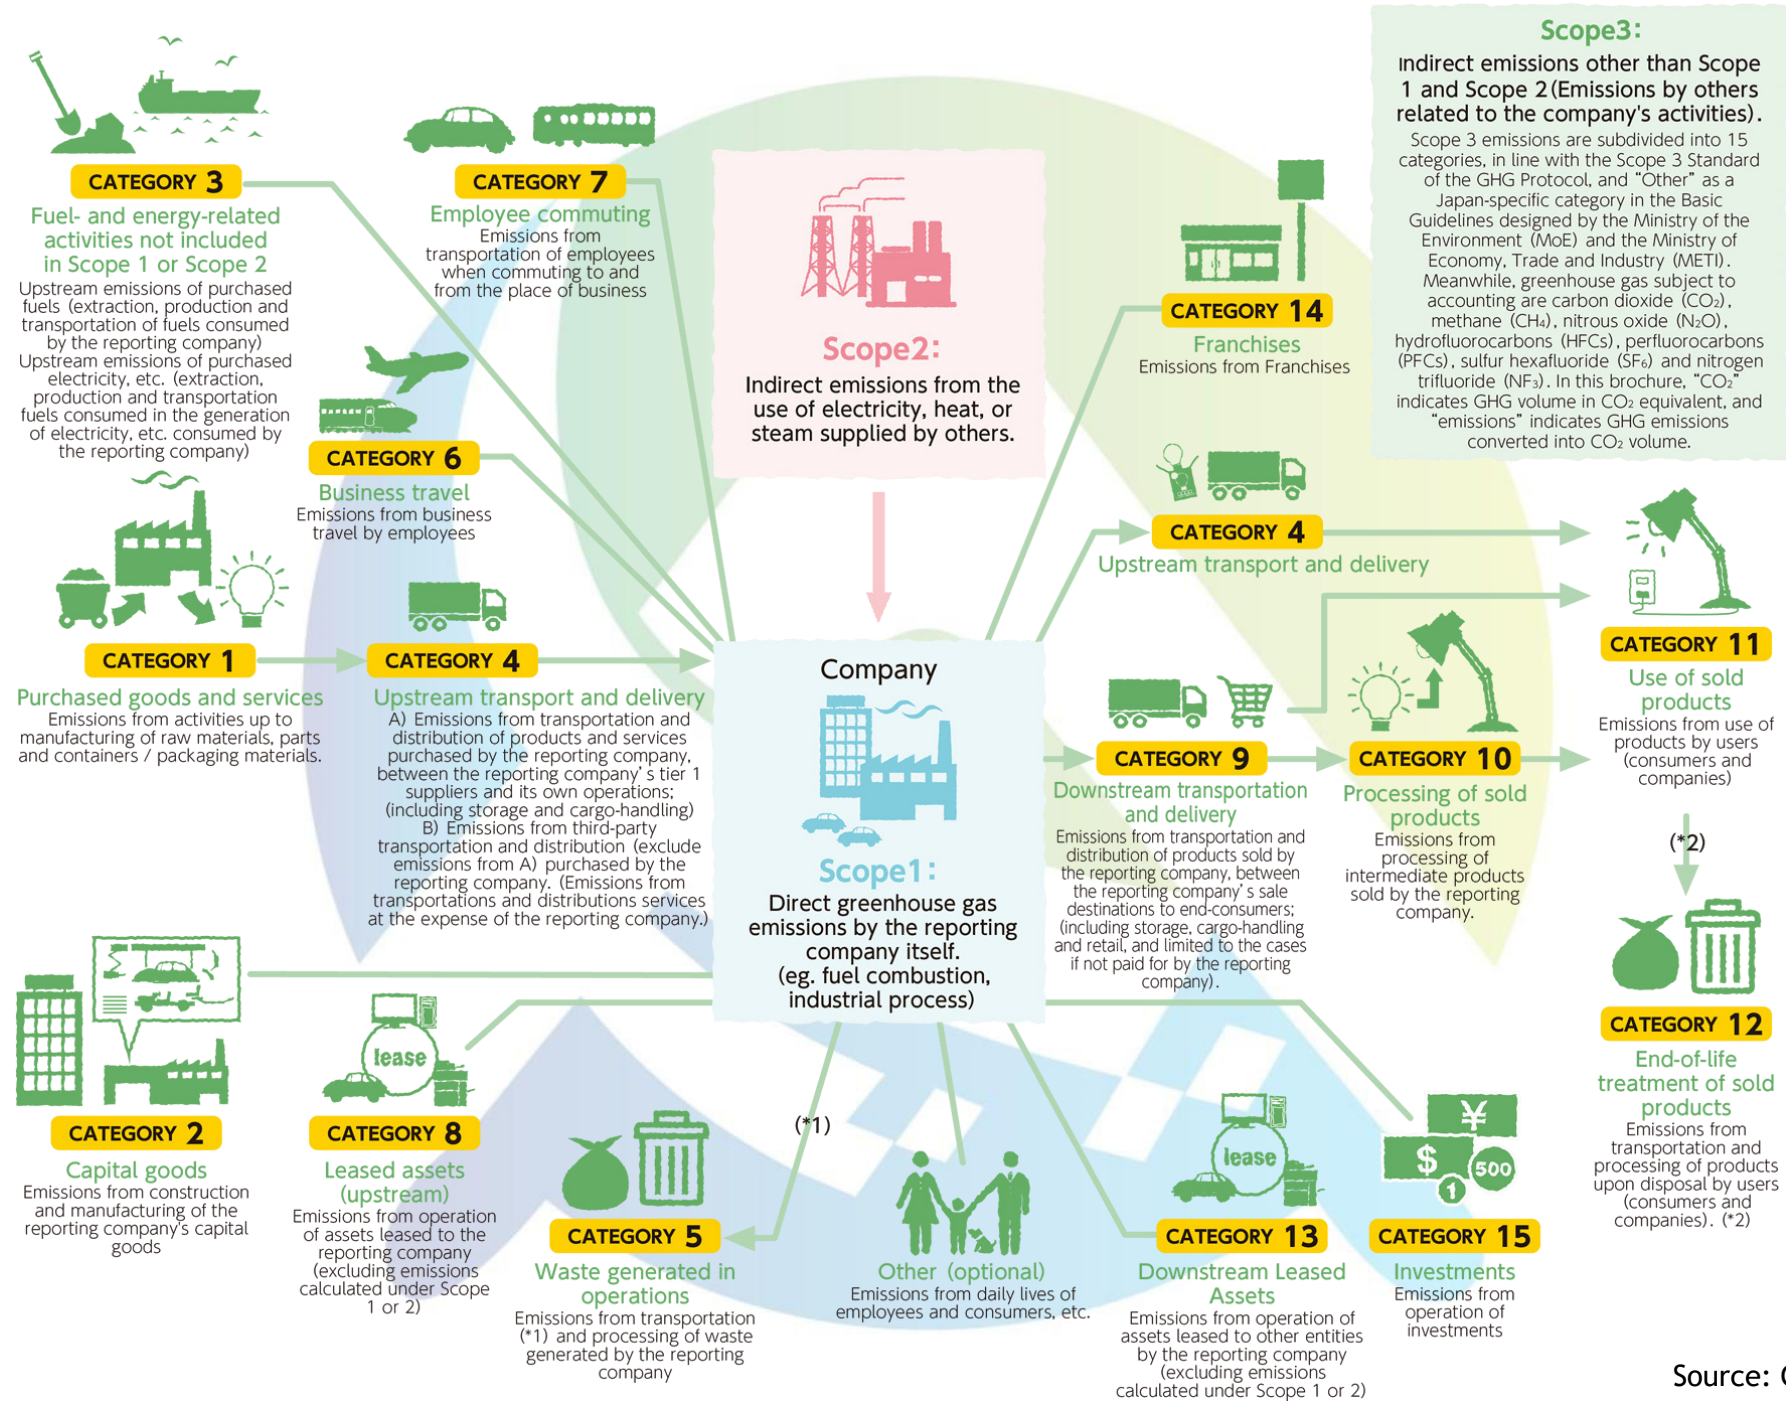 Scope3:
Indirect emissions other than Scope
1 and Scope 2 (Emissions by others
related to the company's activities).
Scope 3 emissions are subdivided into 15
categories, in line with the Scope 3 Standard
of the GHG Protocol, and “Other” as a
Japan-specific category in the Basic
Guidelines designed by the Ministry of the
Environment (MoE) and the Ministry of
Economy, Trade and Industry (METI).
Meanwhile, greenhouse gas subject to
accounting are carbon dioxide (CO₂),
methane (CH₄), nitrous oxide (N₂O),
hydrofluorocarbons (HFCs), perfluorocarbons
(PFCs), sulfur hexafluoride (SF₆) and nitrogen
trifluoride (NF₃). In this brochure, “CO₂”
indicates GHG volume in CO₂ equivalent, and
“emissions” indicates GHG emissions
converted into CO₂ volume.
CATEGORY 3
Fuel- and energy-related
activities not included
in Scope 1 or Scope 2
Upstream emissions of purchased
fuels (extraction, production and
transportation of fuels consumed
by the reporting company)
Upstream emissions of purchased
electricity, etc. (extraction,
production and transportation
fuels consumed in the generation
of electricity, etc. consumed by
the reporting company)
CATEGORY 7
Employee commuting
Emissions from
transportation of employees
when commuting to and
from the place of business
Scope2:
Indirect emissions from the
use of electricity, heat, or
steam supplied by others.
CATEGORY 14
Franchises
Emissions from Franchises
CATEGORY 6
Business travel
Emissions from business
travel by employees
CATEGORY 4
Upstream transport and delivery
CATEGORY 1
Purchased goods and services
Emissions from activities up to
manufacturing of raw materials, parts
and containers / packaging materials.
CATEGORY 4
Upstream transport and delivery
A) Emissions from transportation and
distribution of products and services
purchased by the reporting company,
between the reporting company's tier 1
suppliers and its own operations;
(including storage and cargo-handling)
B) Emissions from third-party
transportation and distribution (exclude
emissions from A) purchased by the
reporting company. (Emissions from
transportations and distributions services
at the expense of the reporting company.)
Company
Scope1:
Direct greenhouse gas
emissions by the reporting
company itself.
(eg. fuel combustion,
industrial process)
CATEGORY 9
Downstream transportation
and delivery
Emissions from transportation and
distribution of products sold by
the reporting company, between
the reporting company's sale
destinations to end-consumers;
(including storage, cargo-handling
and retail, and limited to the cases
if not paid for by the reporting
company).
CATEGORY 10
Processing of sold
products
Emissions from
processing of
intermediate products
sold by the reporting
company.
CATEGORY 11
Use of sold
products
Emissions from use of
products by users
(consumers and
companies)
(*2)
CATEGORY 12
End-of-life
treatment of sold
products
Emissions from
transportation and
processing of products
upon disposal by users
(consumers and
companies). (*2)
CATEGORY 2
Capital goods
Emissions from construction
and manufacturing of the
reporting company's capital
goods
lease
CATEGORY 8
Leased assets
(upstream)
Emissions from operation
of assets leased to the
reporting company
(excluding emissions
calculated under Scope
1 or 2)
(*1)
CATEGORY 5
Waste generated in
operations
Emissions from transportation
(*1) and processing of waste
generated by the reporting
company
Other (optional)
Emissions from daily lives of
employees and consumers, etc.
lease
CATEGORY 13
Downstream Leased
Assets
Emissions from operation of
assets leased to other entities
by the reporting company
(excluding emissions
calculated under Scope 1 or 2)
¥
$
500
1
CATEGORY 15
Investments
Emissions from
operation of
investments
Source: